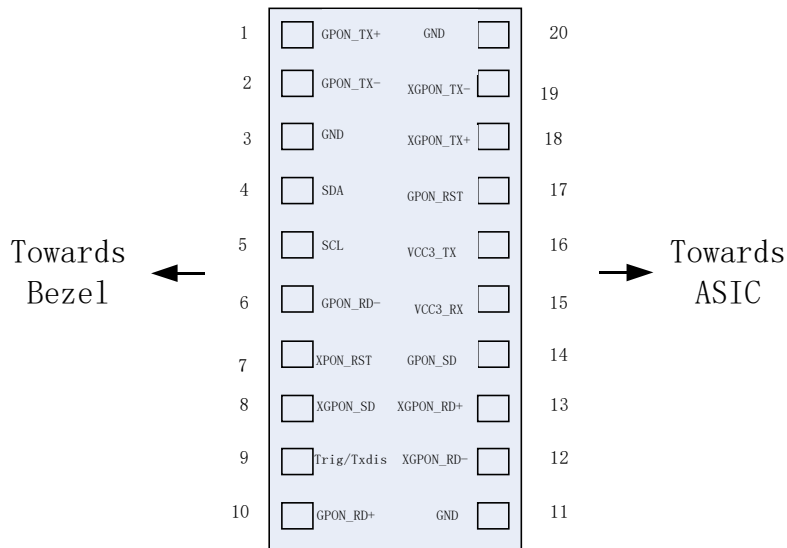 1 GPON_TX+ GND 20
2 GPON_TX- XGPON_TX- 19
3 GND XGPON_TX+ 18
4 SDA GPON_RST 17
5 SCL VCC3_TX 16
Towards Bezel
Towards ASIC
6 GPON_RD- VCC3_RX 15
7 XPON_RST GPON_SD 14
8 XGPON_SD XGPON_RD+ 13
9 Trig/Txdis XGPON_RD- 12
10 GPON_RD+ GND 11